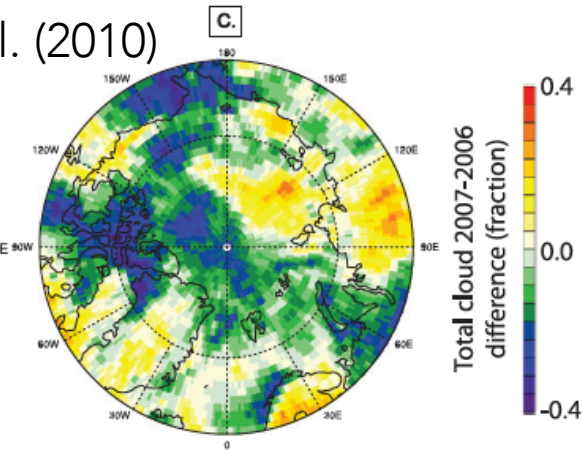 l. (2010)
C.
180
150W
150E
120W
120E
E 90W
90E
60W
60E
30W
30E
0
0.4
0.0
-0.4
Total cloud 2007-2006
difference (fraction)